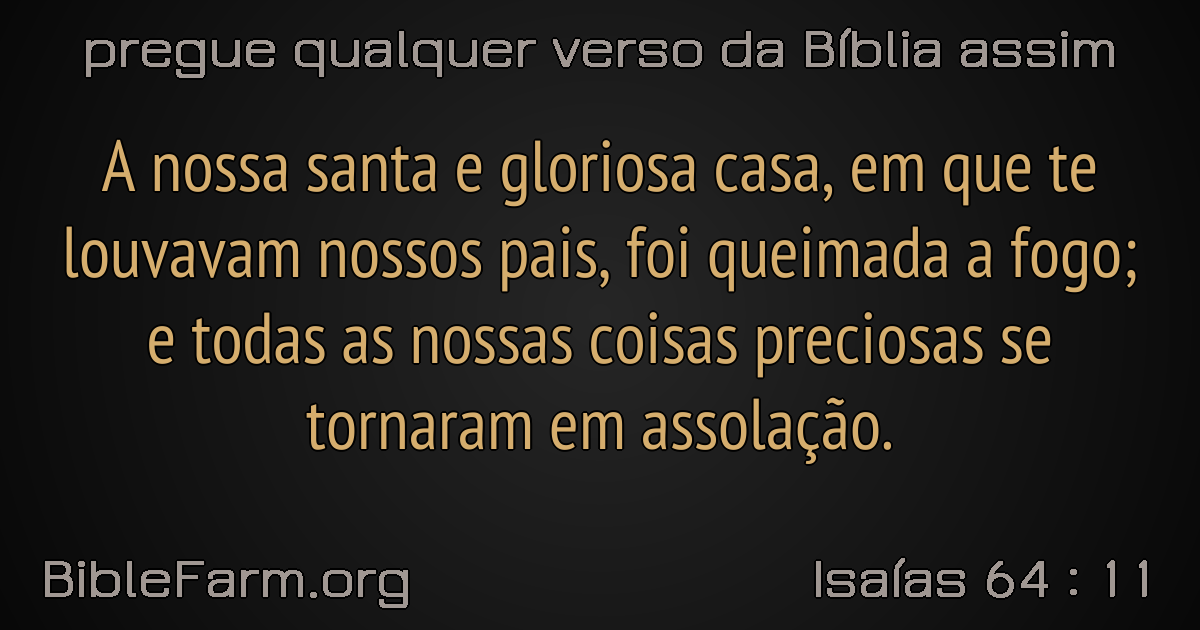 pregue qualquer verso da Bíblia assim
A nossa santa e gloriosa casa, em que te
louvavam nossos pais, foi queimada a fogo;
e todas as nossas coisas preciosas se
tornaram em assolação.
BibleFarm.org
Isaías 64 : 11